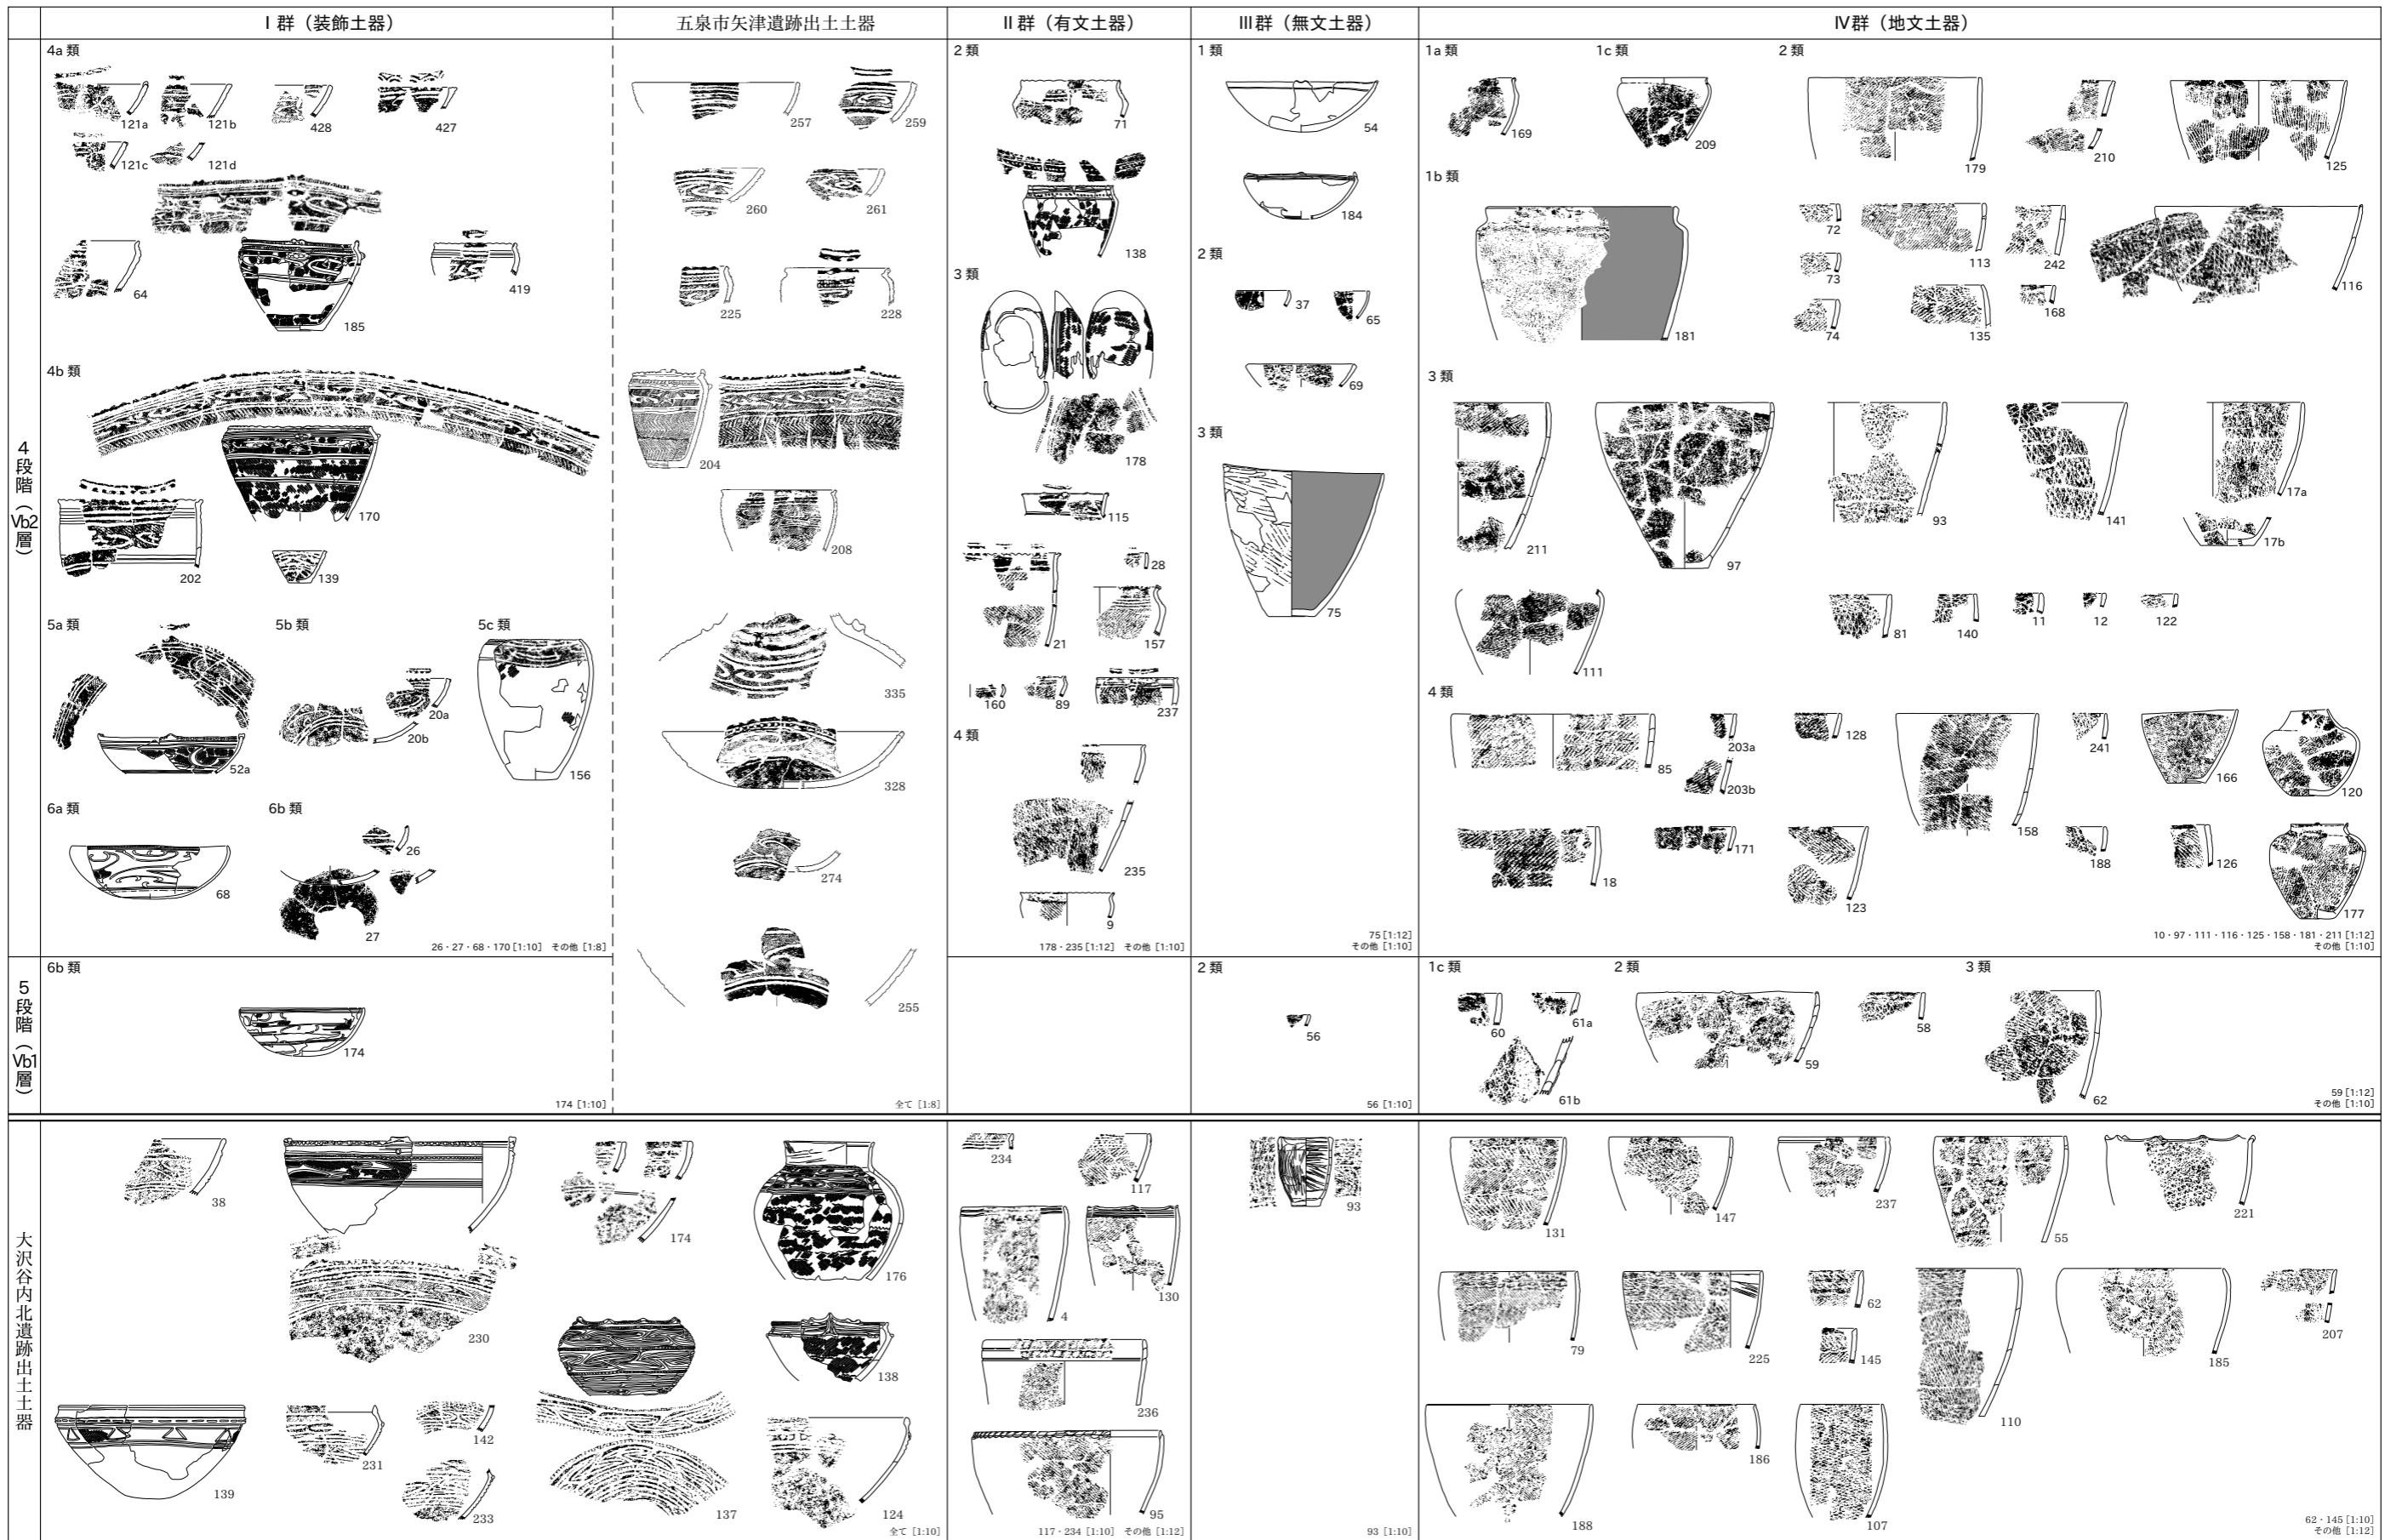 Ⅰ群（装飾土器）
五泉市矢津遺跡出土土器
Ⅱ群（有文土器）
Ⅲ群（無文土器）
Ⅳ群（地文土器）
4段階（Ⅴb2層）
4a類
121a
121b
428
427
121c
121d
64
185
419
4b類
170
202
139
5a類
5b類
5c類
52a
20a
20b
156
6a類
6b類
68
26
27
26・27・68・170［1:10］ その他［1:8］
257
259
260
261
225
228
204
208
335
328
274
255
全て［1:8］
2類
71
138
3類
178
115
21
28
157
160
89
237
4類
235
9
178・235［1:12］ その他［1:10］
1類
54
184
2類
37
65
69
3類
75
75［1:12］
その他［1:10］
1a類
1c類
2類
169
209
179
210
125
1b類
181
72
73
74
113
242
135
168
116
3類
211
97
93
141
17a
17b
111
81
140
11
12
122
4類
85
203a
203b
128
158
241
166
120
18
171
123
188
126
177
10・97・111・116・125・158・181・211［1:12］
その他［1:10］
5段階（Ⅴb1層）
6b類
174
174［1:10］
2類
56
56［1:10］
1c類
2類
3類
60
61a
61b
59
58
62
59［1:12］
その他［1:10］
大沢谷内北遺跡出土土器
38
230
174
176
139
231
142
233
137
138
124
全て［1:10］
234
117
4
130
236
95
117・234［1:10］ その他［1:12］
93
93［1:10］
131
147
237
55
221
79
225
62
145
110
185
207
188
186
107
62・145［1:10］
その他［1:12］